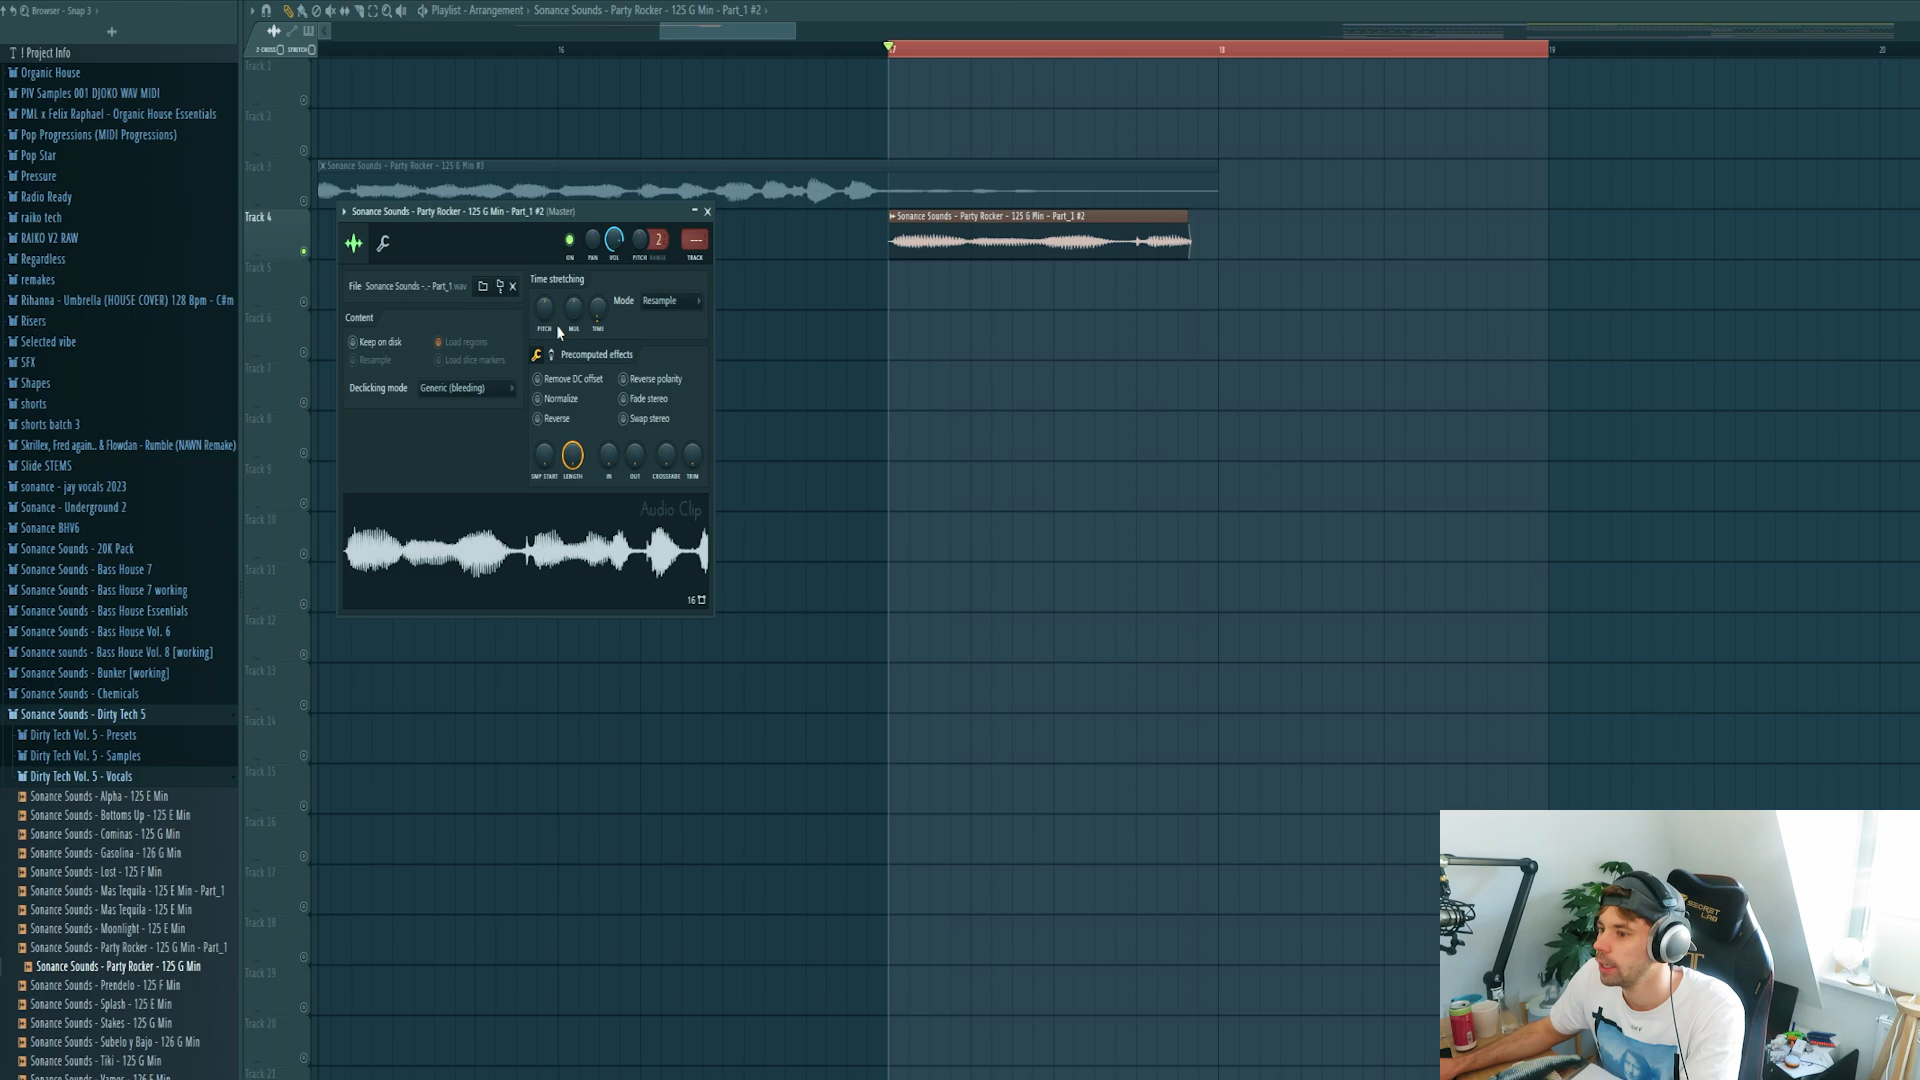 Browser - Snap 3
Playlist - Arrangement › Sonance Sounds - Party Rocker - 125 G Min - Part_1 #2 ›
Z-CROSS STRETCH
16
17
18
19
20
! Project Info
Organic House
PIV Samples 001 DJOKO WAV MIDI
PML x Felix Raphael - Organic House Essentials
Pop Progressions (MIDI Progressions)
Pop Star
Pressure
Radio Ready
raiko tech
RAIKO V2 RAW
Regardless
remakes
Rihanna - Umbrella (HOUSE COVER) 128 Bpm - C#m
Risers
Selected vibe
SFX
Shapes
shorts
shorts batch 3
Skrillex, Fred again.. & Flowdan - Rumble (NAWN Remake)
Slide STEMS
sonance - jay vocals 2023
Sonance - Underground 2
Sonance BHV6
Sonance Sounds - 20K Pack
Sonance Sounds - Bass House 7
Sonance Sounds - Bass House 7 working
Sonance Sounds - Bass House Essentials
Sonance Sounds - Bass House Vol. 6
Sonance sounds - Bass House Vol. 8 [working]
Sonance Sounds - Bunker [working]
Sonance Sounds - Chemicals
Sonance Sounds - Dirty Tech 5
Dirty Tech Vol. 5 - Presets
Dirty Tech Vol. 5 - Samples
Dirty Tech Vol. 5 - Vocals
Sonance Sounds - Alpha - 125 E Min
Sonance Sounds - Bottoms Up - 125 E Min
Sonance Sounds - Cominas - 125 G Min
Sonance Sounds - Gasolina - 126 G Min
Sonance Sounds - Lost - 125 F Min
Sonance Sounds - Mas Tequila - 125 E Min - Part_1
Sonance Sounds - Mas Tequila - 125 E Min
Sonance Sounds - Moonlight - 125 E Min
Sonance Sounds - Party Rocker - 125 G Min - Part_1
Sonance Sounds - Party Rocker - 125 G Min
Sonance Sounds - Prendelo - 125 F Min
Sonance Sounds - Splash - 125 E Min
Sonance Sounds - Stakes - 125 G Min
Sonance Sounds - Subelo y Bajo - 126 G Min
Sonance Sounds - Tiki - 125 G Min
Sonance Sounds - Vamos - 126 F Min
Track 1
Track 2
Track 3
Track 4
Track 5
Track 6
Track 7
Track 8
Track 9
Track 10
Track 11
Track 12
Track 13
Track 14
Track 15
Track 16
Track 17
Track 18
Track 19
Track 20
Track 21
Sonance Sounds - Party Rocker - 125 G Min #3
Sonance Sounds - Party Rocker - 125 G Min - Part_1 #2
Sonance Sounds - Party Rocker - 125 G Min - Part_1 #2 (Master)
2
---
ON PAN VOL PITCH RANGE TRACK
File Sonance Sounds -..- Part_1.wav
Time stretching
Mode Resample
PITCH MUL TIME
Content
Keep on disk
Load regions
Resample
Load slice markers
Declicking mode Generic (bleeding)
Precomputed effects
Remove DC offset
Reverse polarity
Normalize
Fade stereo
Reverse
Swap stereo
SMP START LENGTH IN OUT CROSSFADE TRIM
Audio Clip
16
SECRET
LAB
OFF